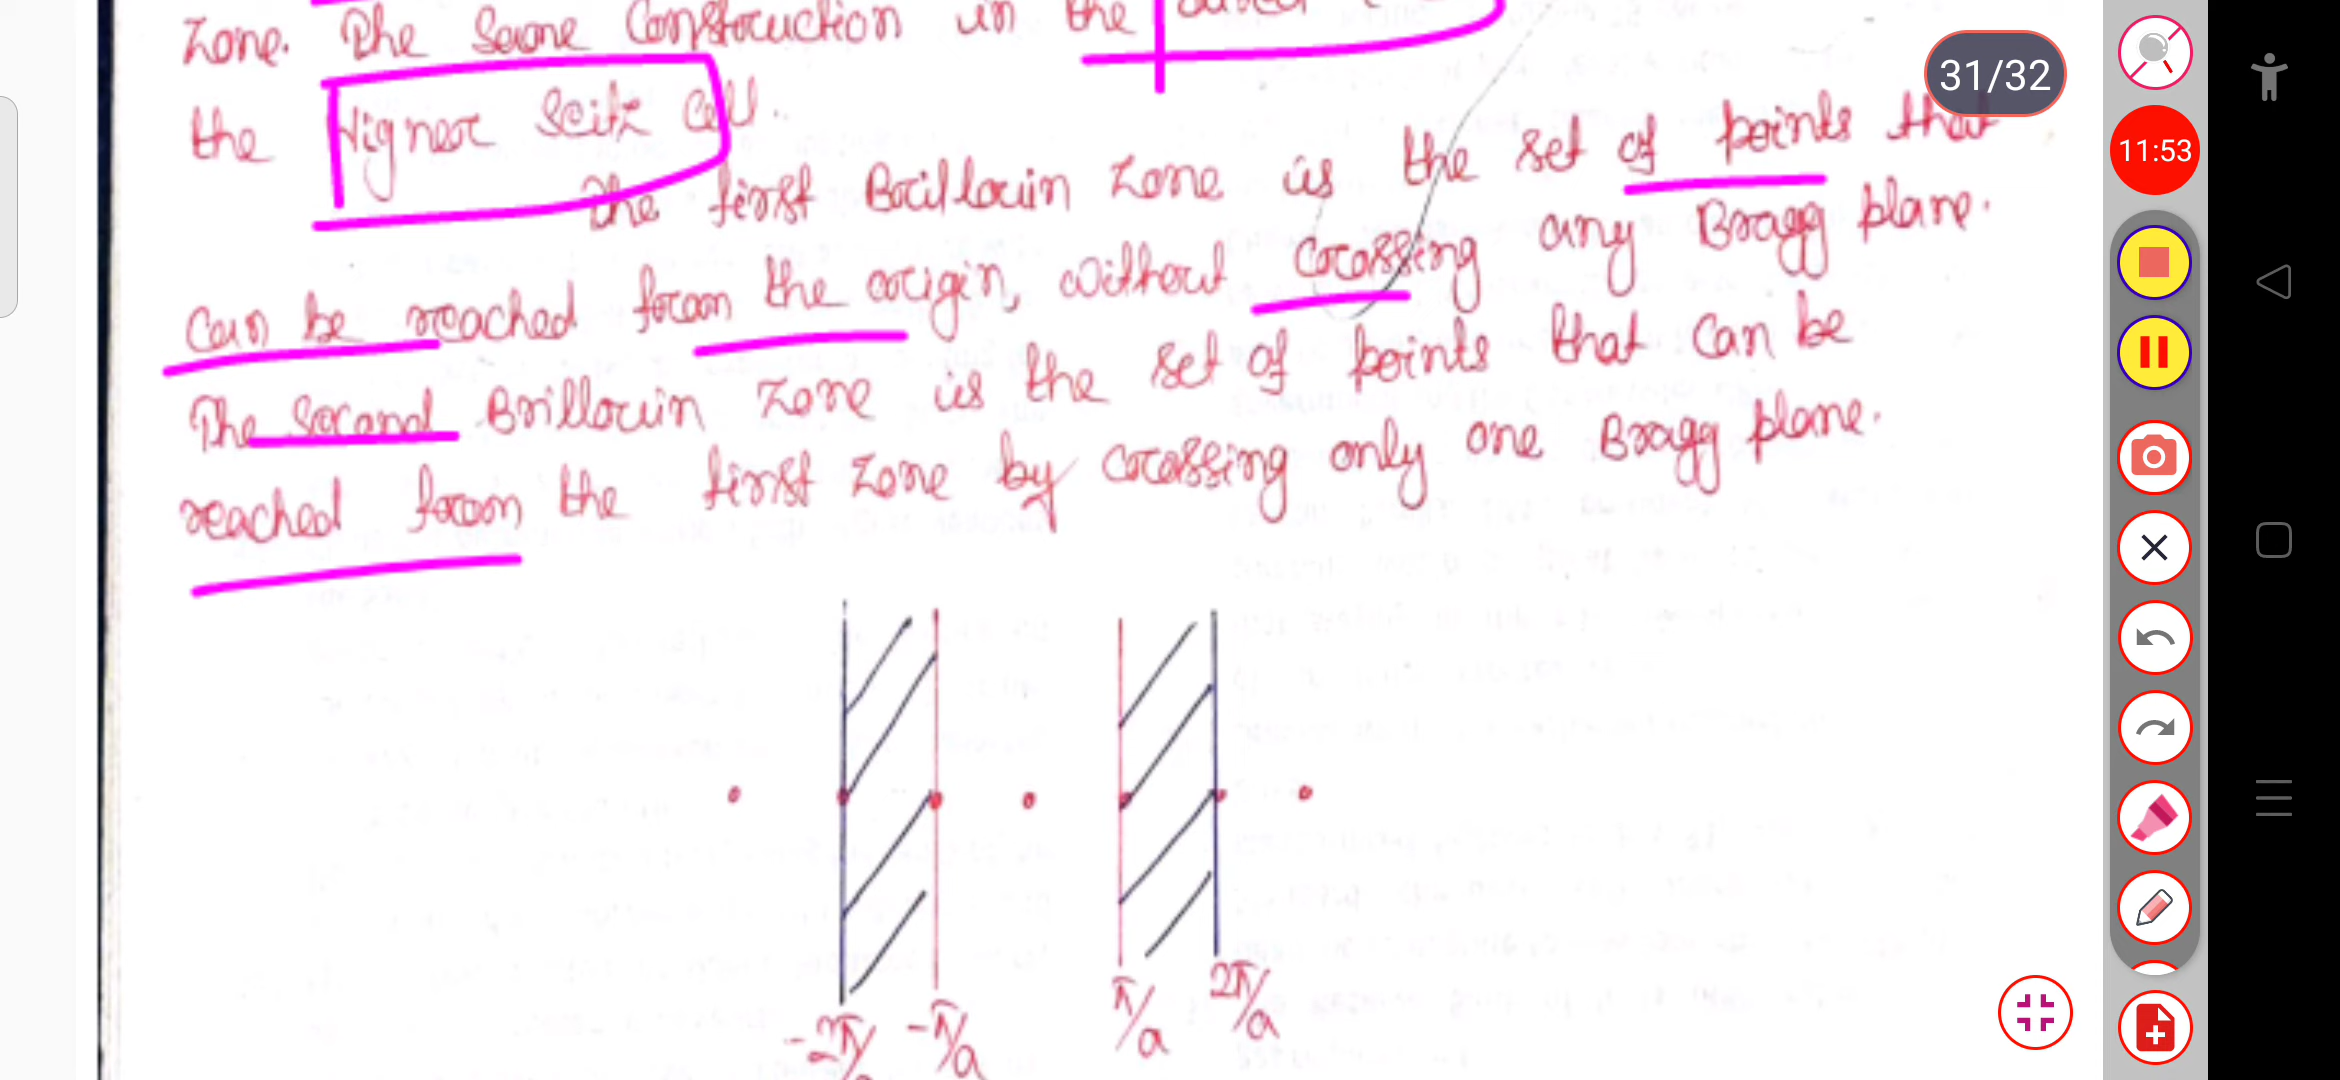 Zone. The Same Construction in the
the Wigner Seitz Cell.
The first Brillouin Zone is the set of points that
Can be reached from the origin, without Crossing any Bragg plane.
The Second Brillouin Zone is the set of points that can be
reached from the first Zone by Crossing only one Bragg plane.
-2π/a -π/a π/a 2π/a
31/32
11:53